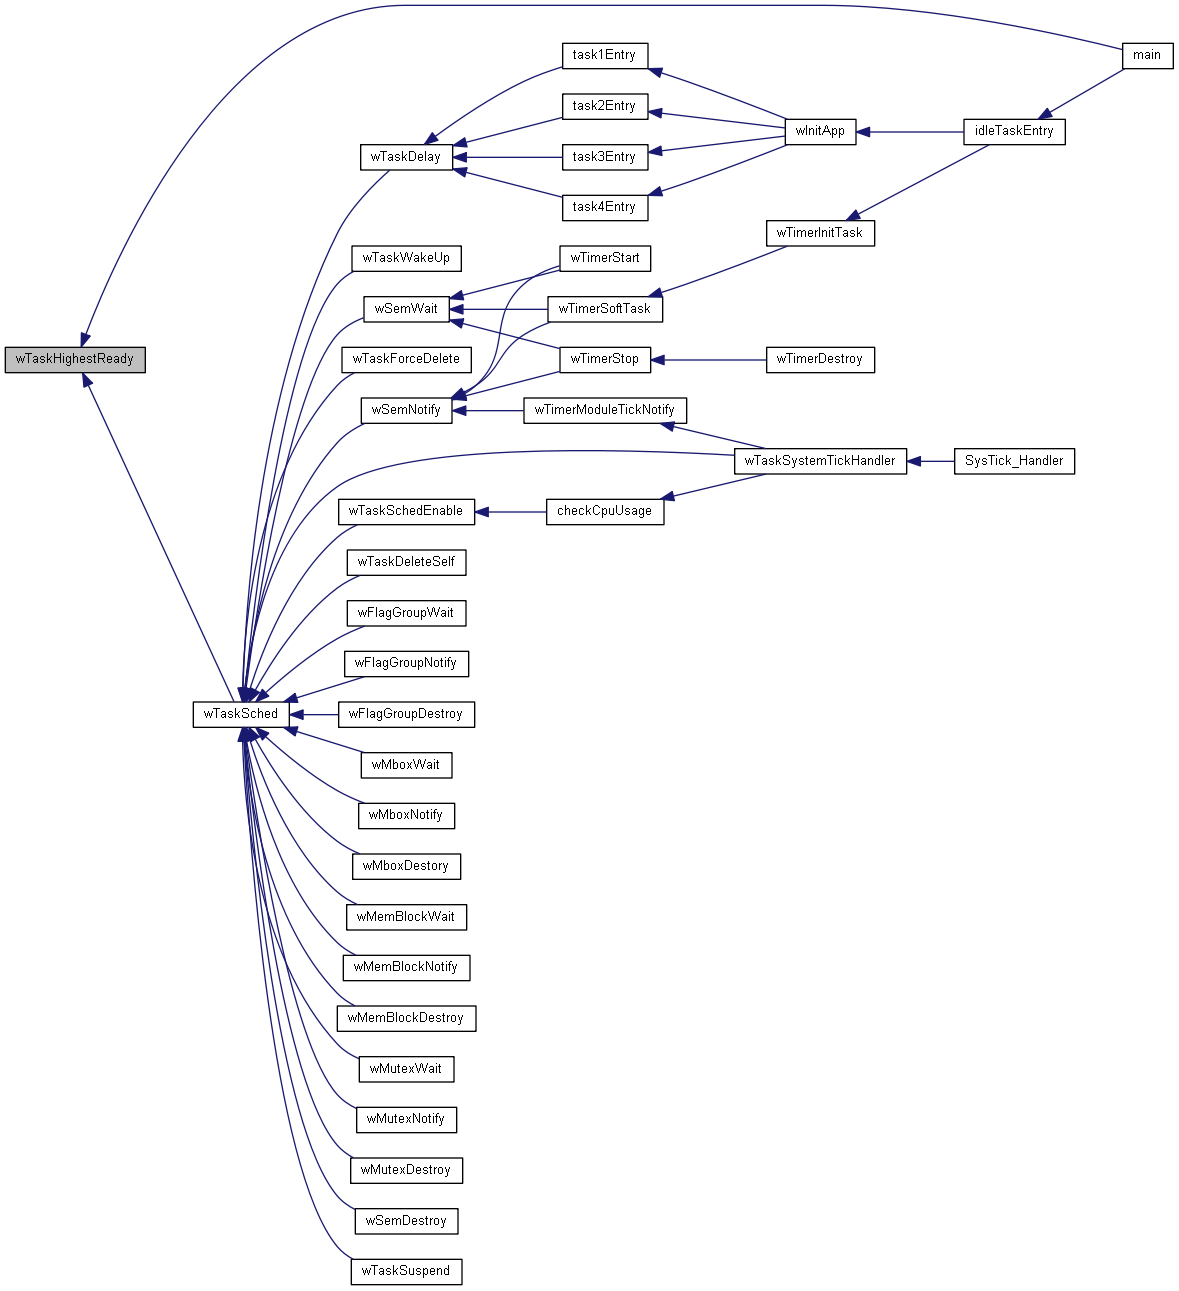 main
task1Entry
task2Entry
wInitApp
idleTaskEntry
wTaskDelay
task3Entry
task4Entry
wTimerInitTask
wTaskWakeUp
wTimerStart
wSemWait
wTimerSoftTask
wTaskHighestReady
wTaskForceDelete
wTimerStop
wTimerDestroy
wSemNotify
wTimerModuleTickNotify
wTaskSystemTickHandler
SysTick_Handler
wTaskSchedEnable
checkCpuUsage
wTaskDeleteSelf
wFlagGroupWait
wFlagGroupNotify
wTaskSched
wFlagGroupDestroy
wMboxWait
wMboxNotify
wMboxDestory
wMemBlockWait
wMemBlockNotify
wMemBlockDestroy
wMutexWait
wMutexNotify
wMutexDestroy
wSemDestroy
wTaskSuspend